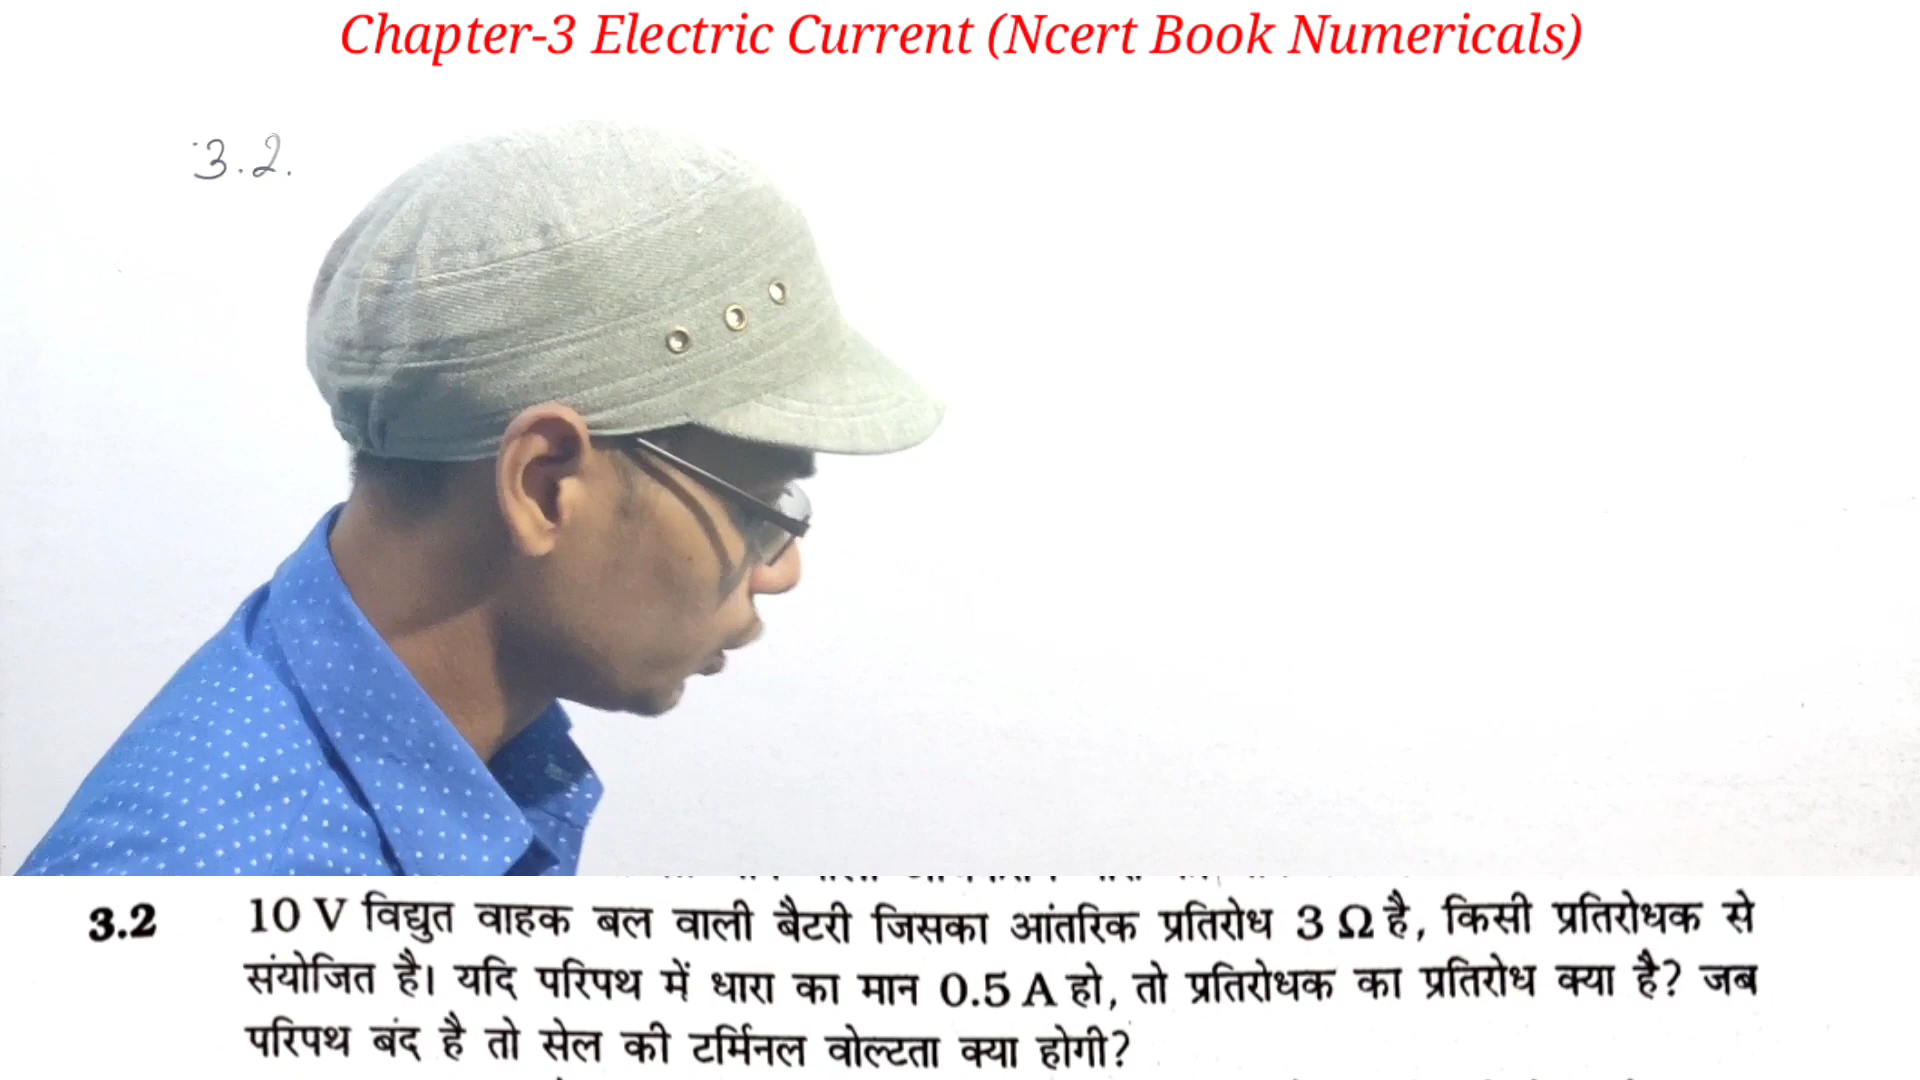 Chapter-3 Electric Current (Ncert Book Numericals)
3.2.
3.2 10 V विद्युत वाहक बल वाली बैटरी जिसका आंतरिक प्रतिरोध 3 Ω है, किसी प्रतिरोधक से
संयोजित है। यदि परिपथ में धारा का मान 0.5 A हो, तो प्रतिरोधक का प्रतिरोध क्या है? जब
परिपथ बंद है तो सेल की टर्मिनल वोल्टता क्या होगी?